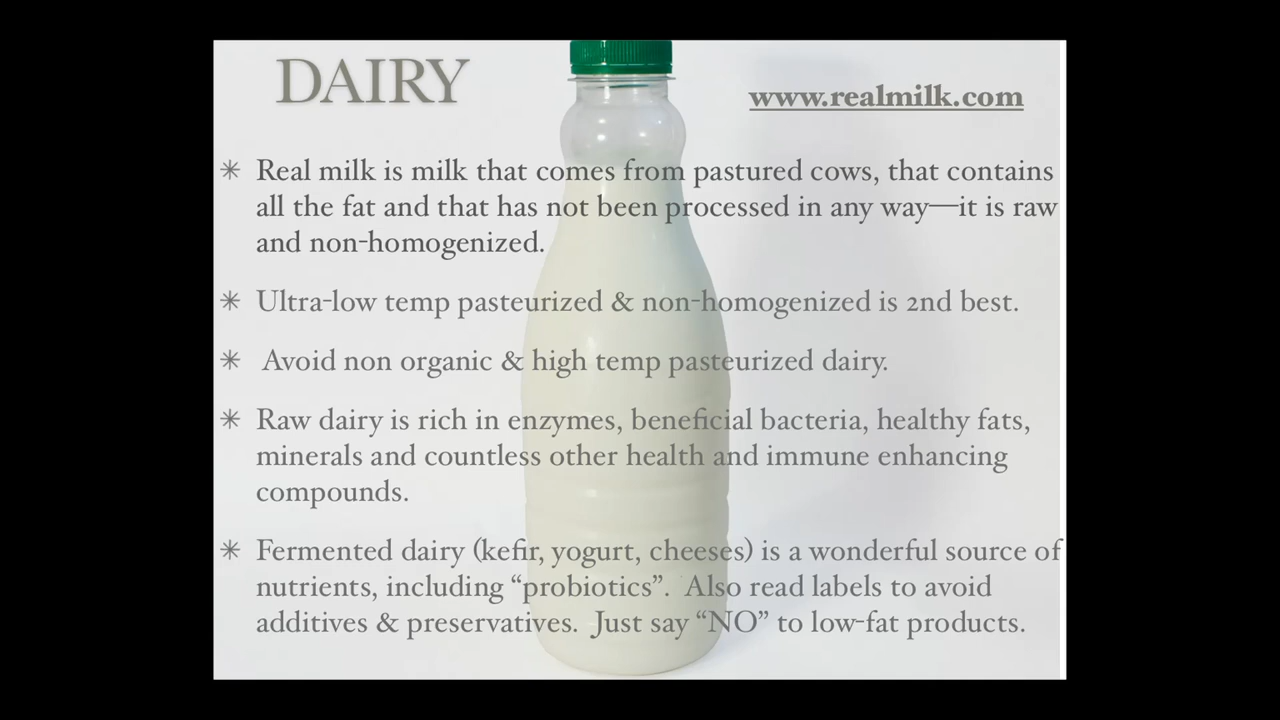 DAIRY
www.realmilk.com
✳ Real milk is milk that comes from pastured cows, that contains
all the fat and that has not been processed in any way—it is raw
and non-homogenized.
✳ Ultra-low temp pasteurized & non-homogenized is 2nd best.
✳ Avoid non organic & high temp pasteurized dairy.
✳ Raw dairy is rich in enzymes, beneficial bacteria, healthy fats,
minerals and countless other health and immune enhancing
compounds.
✳ Fermented dairy (kefir, yogurt, cheeses) is a wonderful source of
nutrients, including “probiotics”. Also read labels to avoid
additives & preservatives. Just say “NO” to low-fat products.